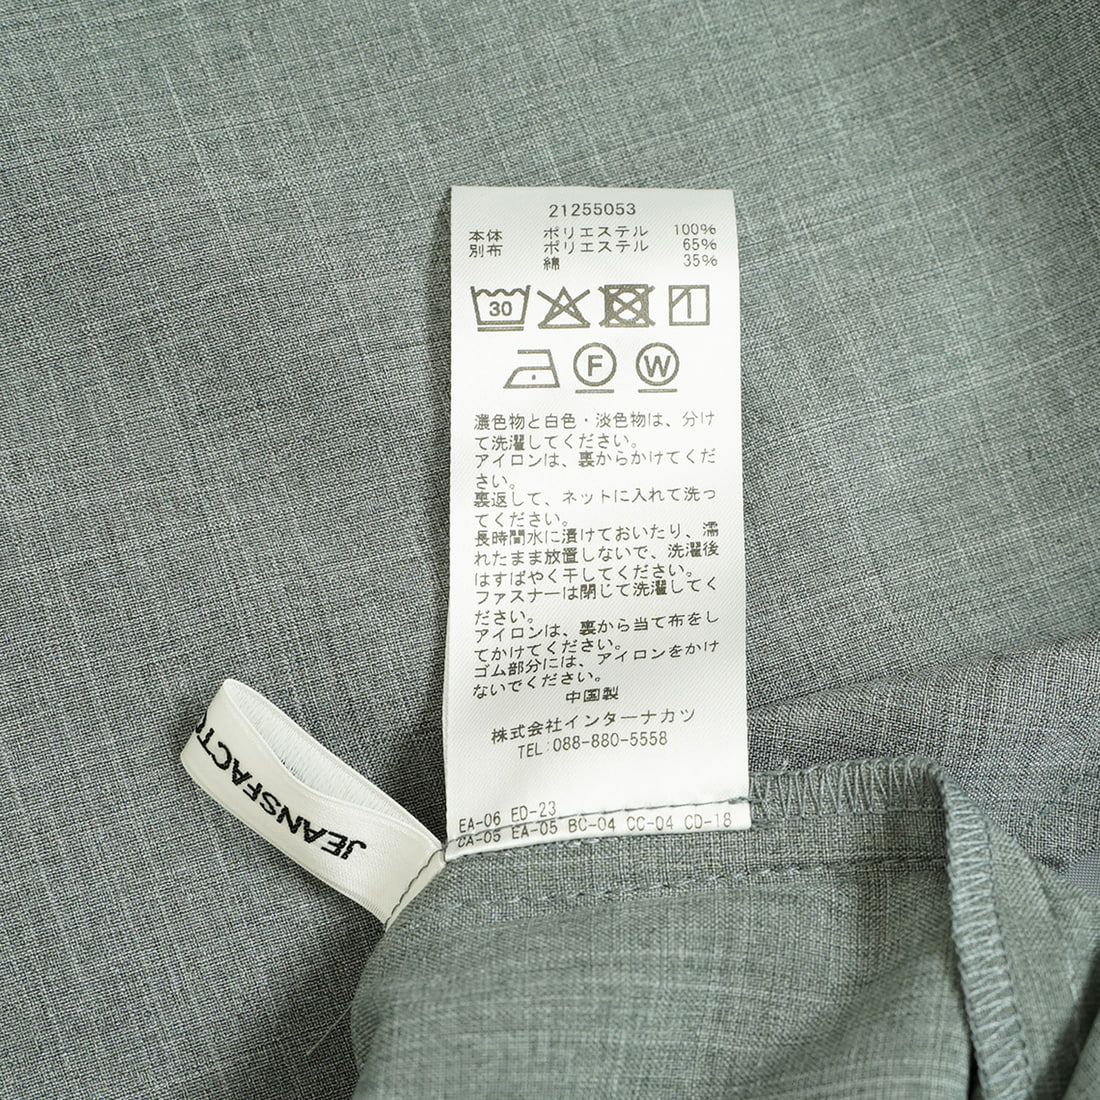 21255053
本体 ポリエステル 100%
別布 ポリエステル 65%
綿 35%
30
F W
濃色物と白色・淡色物は、分け
て洗濯してください。
アイロンは、裏からかけてくだ
さい。
裏返して、ネットに入れて洗っ
てください。
長時間水に漬けておいたり、濡
れたまま放置しないで、洗濯後
はすばやく干してください。
ファスナーは閉じて洗濯してく
ださい。
アイロンは、裏から当て布をし
てかけてください。
ゴム部分には、アイロンをかけ
ないでください。
中国製
株式会社インターナカツ
TEL:088-880-5558
EA-06 ED-23
CA-05 EA-05 BC-04 CC-04 CD-18
JEANSFACTO